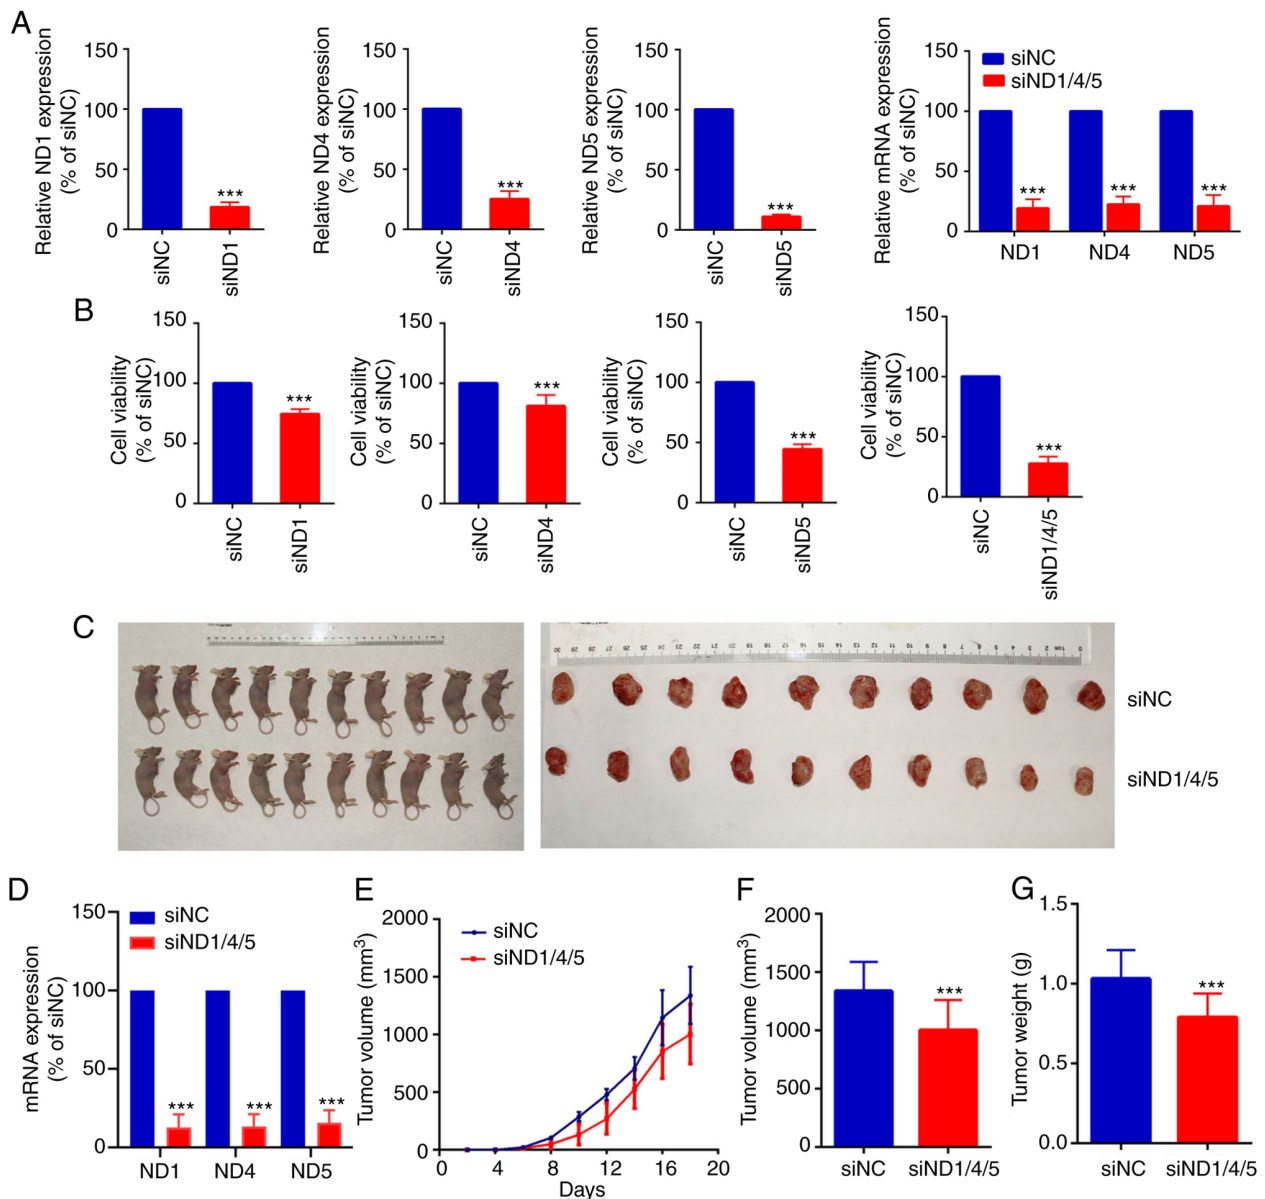 A
Relative ND1 expression
(% of siNC)
150
100
50
0
siNC
siND1
***
Relative ND4 expression
(% of siNC)
150
100
50
0
siNC
siND4
***
Relative ND5 expression
(% of siNC)
150
100
50
0
siNC
siND5
***
Relative mRNA expression
(% of siNC)
150
100
50
0
siNC
siND1/4/5
***
***
***
ND1
ND4
ND5
B
Cell viability
(% of siNC)
150
100
50
0
siNC
siND1
***
Cell viability
(% of siNC)
150
100
50
0
siNC
siND4
***
Cell viability
(% of siNC)
150
100
50
0
siNC
siND5
***
Cell viability
(% of siNC)
150
100
50
0
siNC
siND1/4/5
***
C
siNC
siND1/4/5
D
mRNA expression
(% of siNC)
150
100
50
0
siNC
siND1/4/5
***
***
***
ND1
ND4
ND5
E
Tumor volume (mm³)
2000
1500
1000
500
0
siNC
siND1/4/5
0 4 8 12 16 20
Days
F
Tumor volume (mm³)
2000
1500
1000
500
0
***
siNC
siND1/4/5
G
Tumor weight (g)
1.5
1.0
0.5
0.0
***
siNC
siND1/4/5